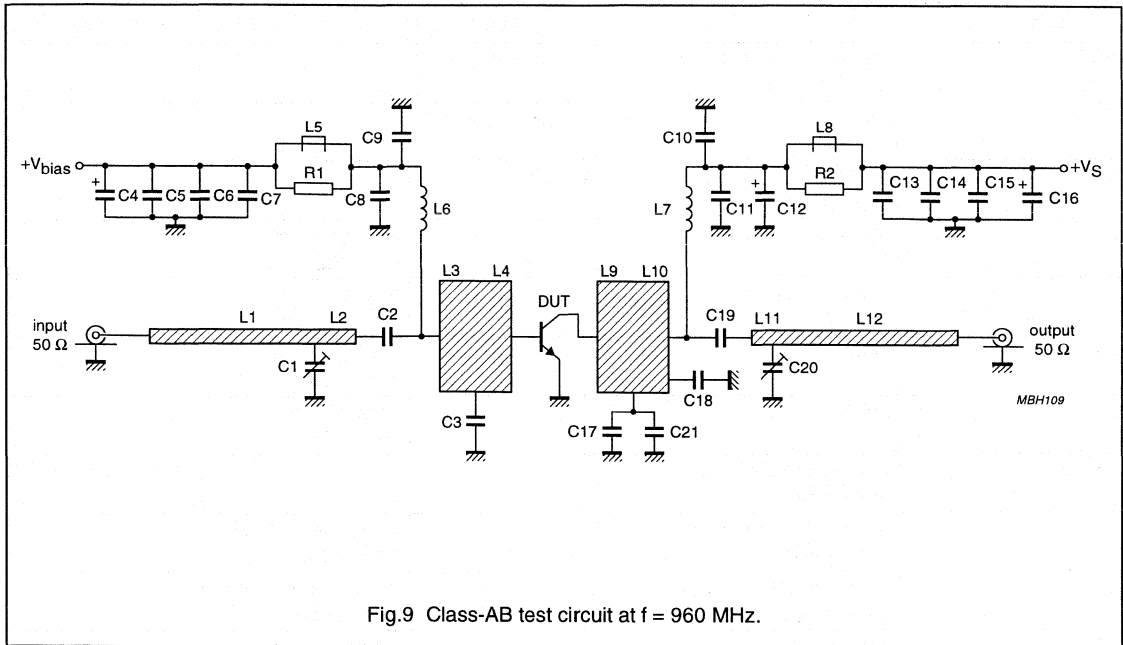 C9
L5
R1
+Vbias
+
C4
C5
C6
C7
C8
L6
C10
L8
R2
+VS
L7
C11
+
C12
C13
C14
C15
+
C16
input
50 Ω
L1
L2
C1
C2
L3
L4
C3
DUT
L9
L10
C17
C21
C18
C19
L11
L12
C20
output
50 Ω
MBH109
Fig.9 Class-AB test circuit at f = 960 MHz.